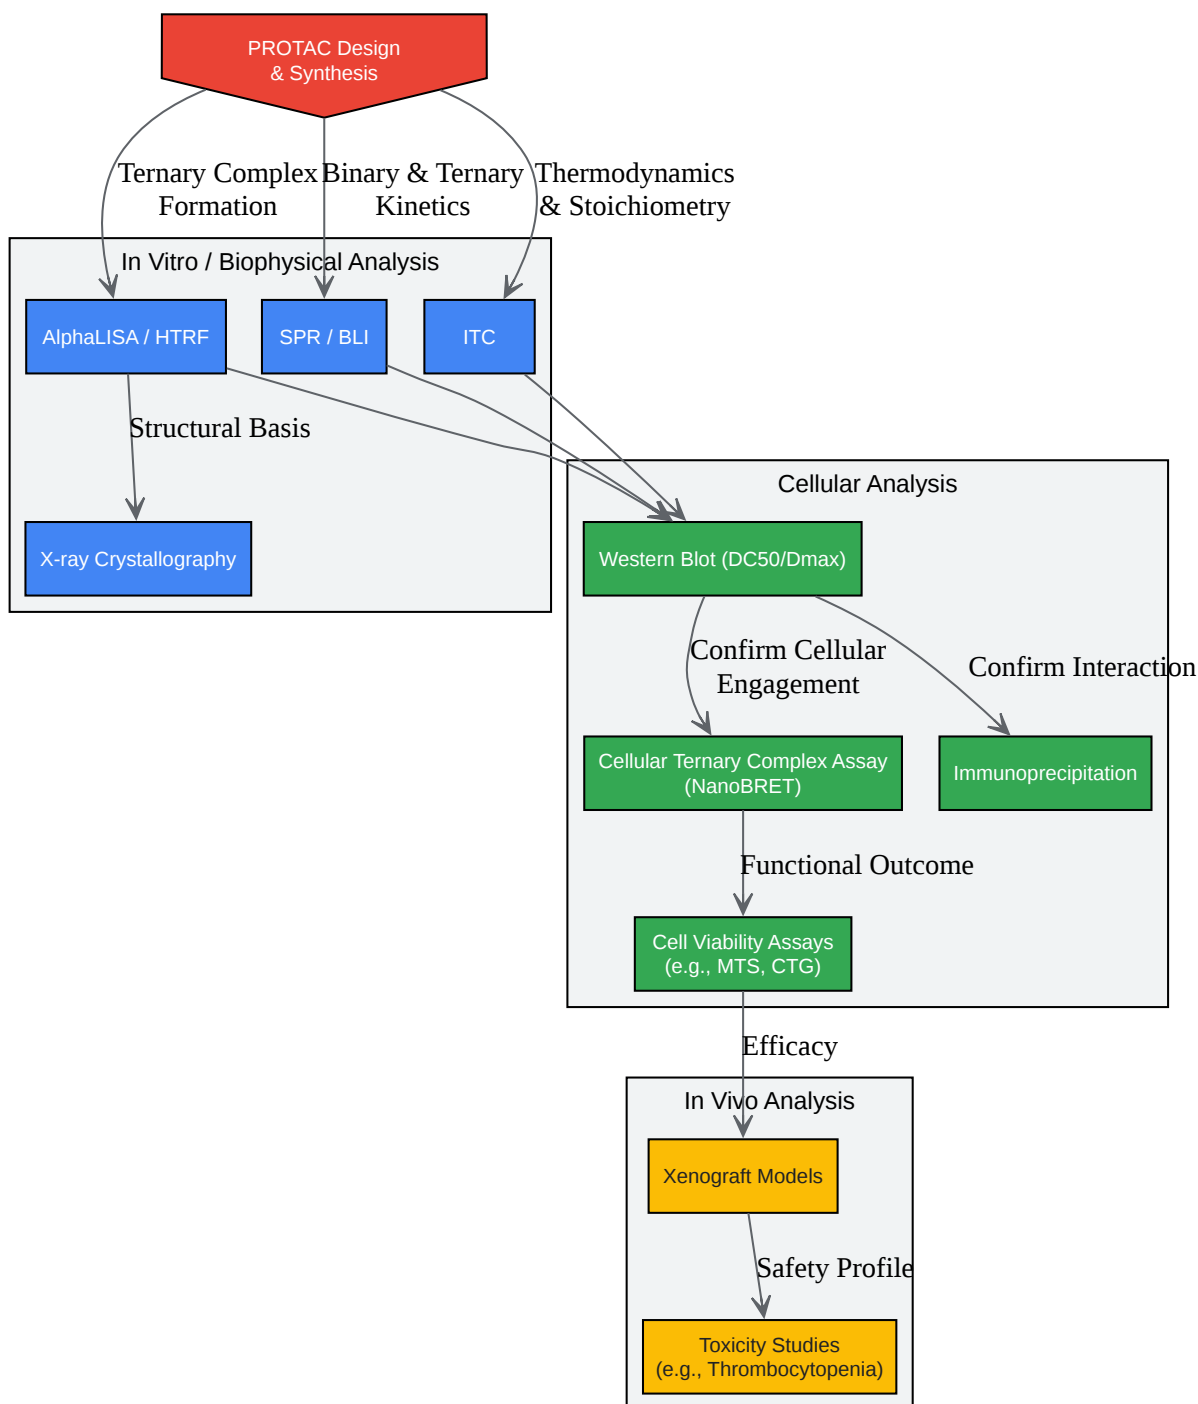 PROTAC Design
& Synthesis
Ternary Complex
Formation
Binary & Ternary
Kinetics
Thermodynamics
& Stoichiometry
In Vitro / Biophysical Analysis
AlphaLISA / HTRF
SPR / BLI
ITC
Structural Basis
X-ray Crystallography
Cellular Analysis
Western Blot (DC50/Dmax)
Confirm Cellular
Engagement
Confirm Interaction
Cellular Ternary Complex Assay
(NanoBRET)
Immunoprecipitation
Functional Outcome
Cell Viability Assays
(e.g., MTS, CTG)
Efficacy
In Vivo Analysis
Xenograft Models
Safety Profile
Toxicity Studies
(e.g., Thrombocytopenia)